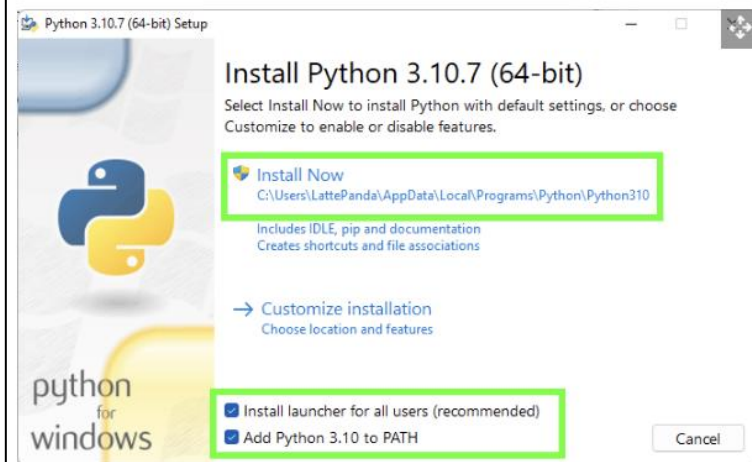 Python 3.10.7 (64-bit) Setup
Install Python 3.10.7 (64-bit)
Select Install Now to install Python with default settings, or choose
Customize to enable or disable features.
Install Now
C:\Users\LattePanda\AppData\Local\Programs\Python\Python310
Includes IDLE, pip and documentation
Creates shortcuts and file associations
→ Customize installation
Choose location and features
python
for
windows
Install launcher for all users (recommended)
Add Python 3.10 to PATH
Cancel